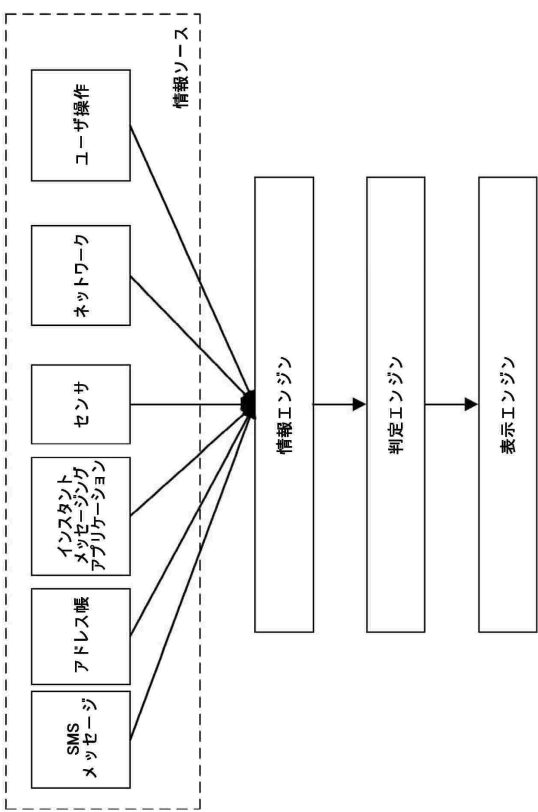 情報ソース
SMS
メッセージ
アドレス帳
インスタント
メッセージング
アプリケーション
センサ
ネットワーク
ユーザ操作
情報エンジン
判定エンジン
表示エンジン